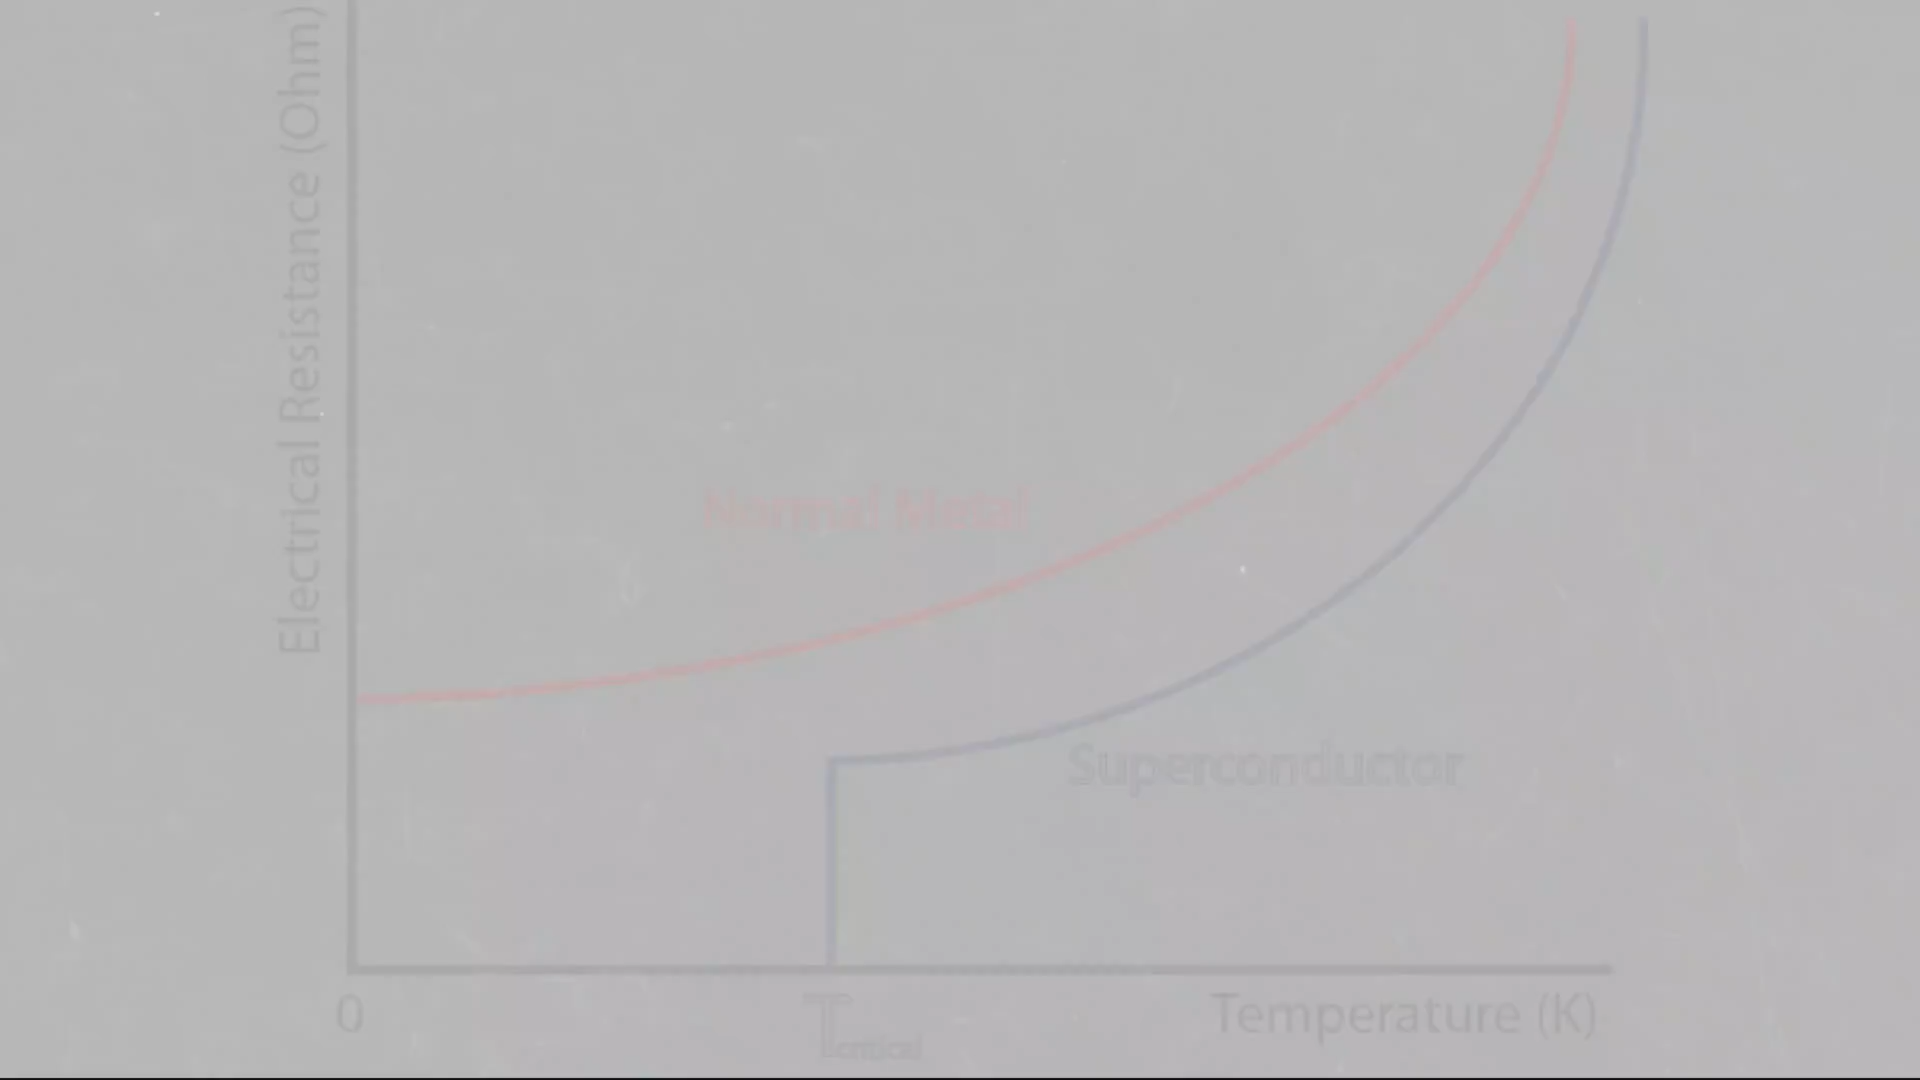 Electrical Resistance (Ohm)
Normal Metal
Superconductor
0
Tcritical
Temperature (K)